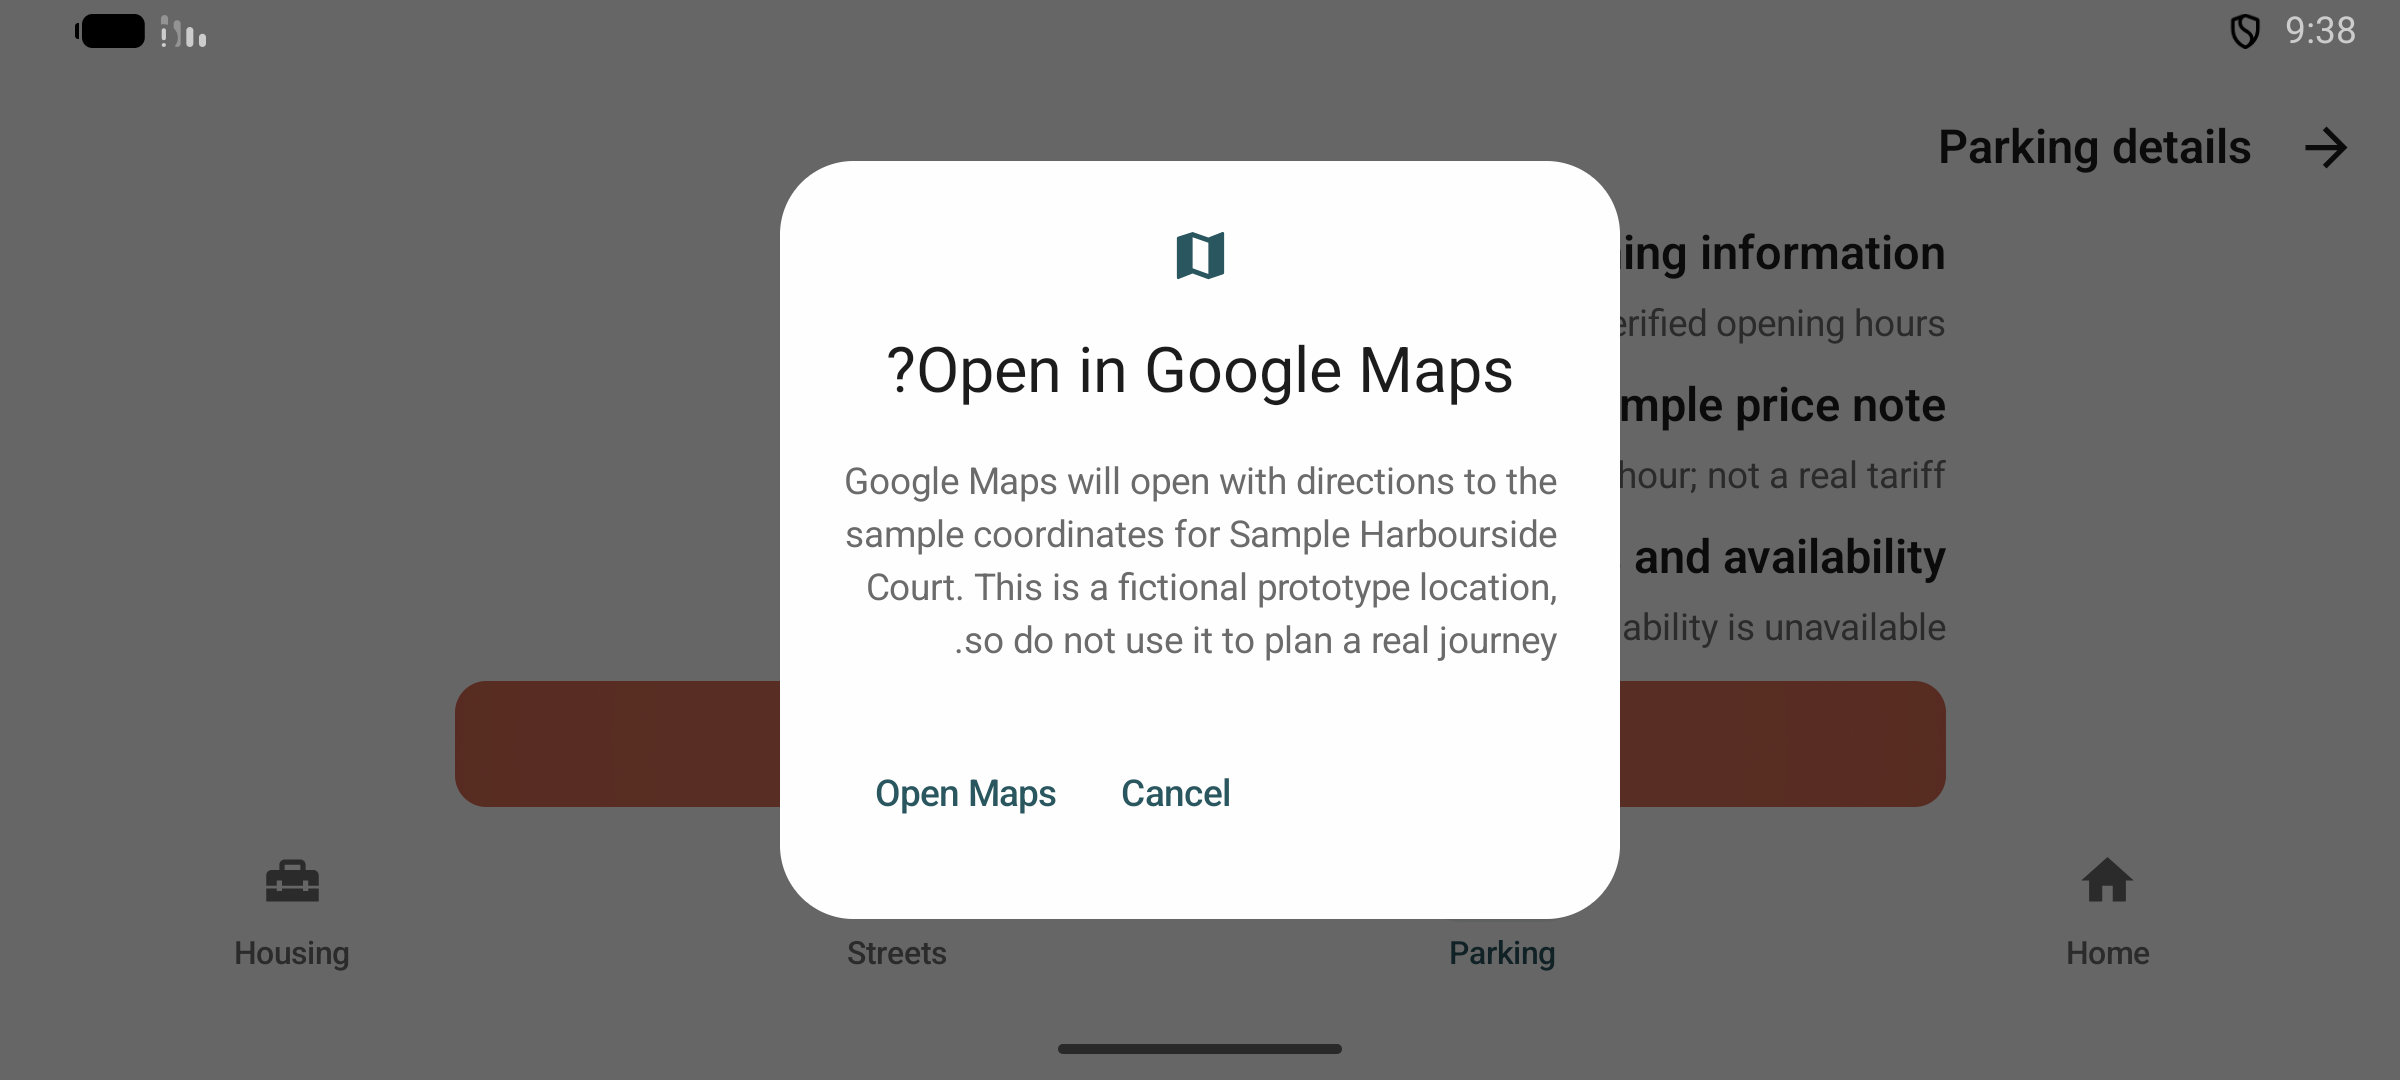 9:38
Parking details
ing information
erified opening hours
mple price note
hour; not a real tariff
and availability
ability is unavailable
?Open in Google Maps
Google Maps will open with directions to the
sample coordinates for Sample Harbourside
Court. This is a fictional prototype location,
.so do not use it to plan a real journey
Open Maps
Cancel
Housing
Streets
Parking
Home